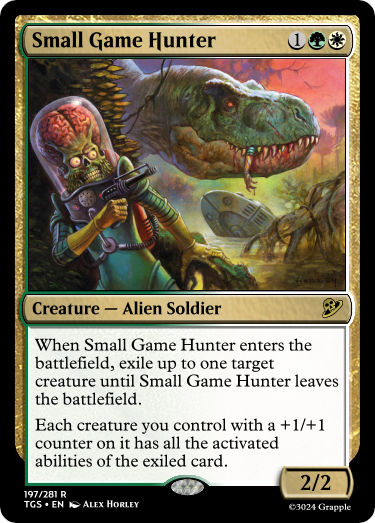 Small Game Hunter 1
Creature — Alien Soldier
When Small Game Hunter enters the
battlefield, exile up to one target
creature until Small Game Hunter leaves
the battlefield.
Each creature you control with a +1/+1
counter on it has all the activated
abilities of the exiled card.
2/2
197/281 R
TGS • EN ALEX HORLEY
©3024 Grapple